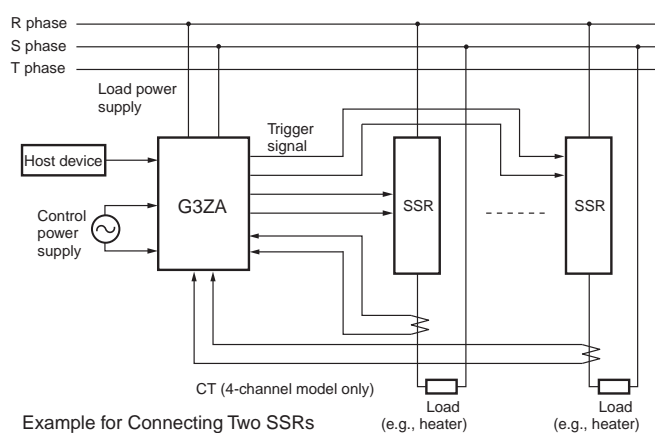 R phase
S phase
T phase
Load power
supply
Trigger
signal
Host device
G3ZA
SSR
SSR
Control
power
supply
CT (4-channel model only)
Load
(e.g., heater)
Load
(e.g., heater)
Example for Connecting Two SSRs